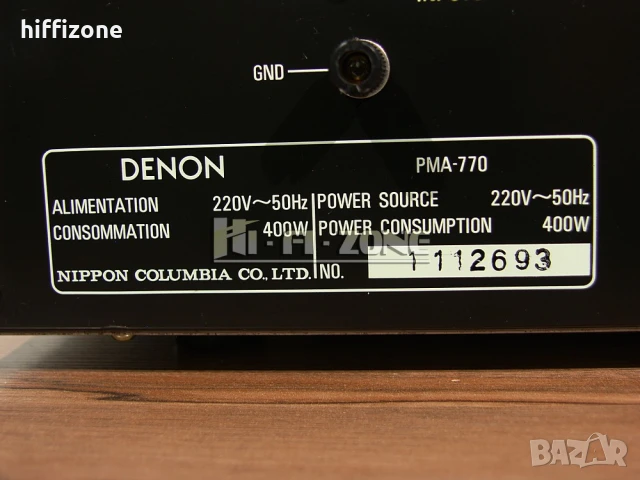 hiffizone
GND
DENON PMA-770
ALIMENTATION 220V~50Hz POWER SOURCE 220V~50Hz
CONSOMMATION 400W POWER CONSUMPTION 400W
HI-FI-ZONE
NIPPON COLUMBIA CO., LTD. NO. 1112693
BAZAR